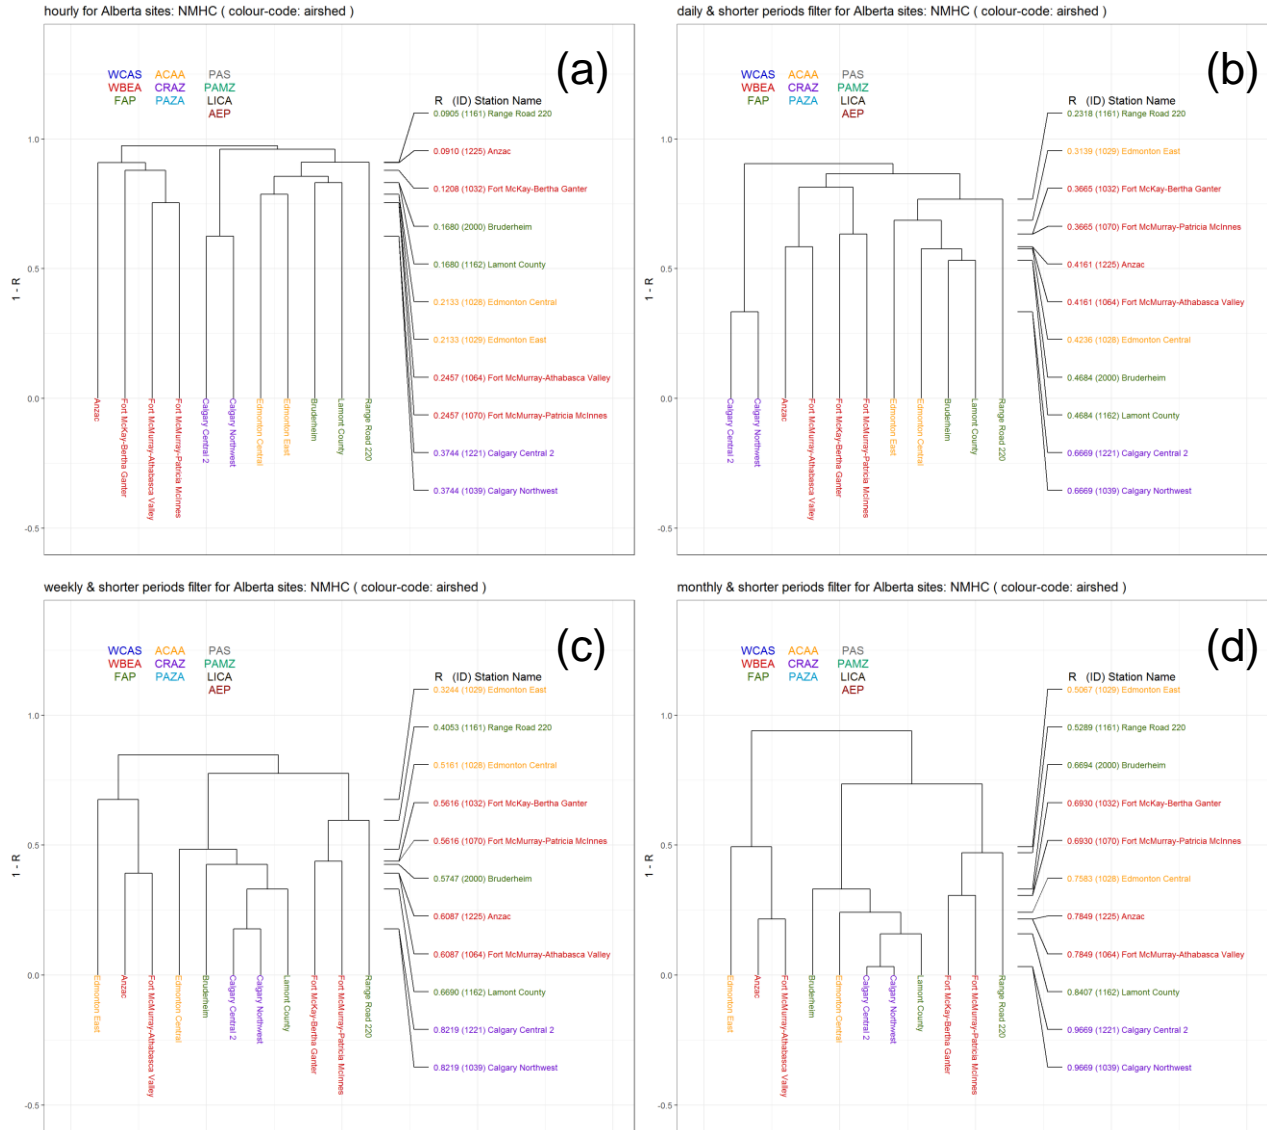 hourly for Alberta sites: NMHC ( colour-code: airshed )
(a)
WCAS ACAA PAS
WBEA CRAZ PAMZ
FAP PAZA LICA
AEP
R (ID) Station Name
0.0905 (1161) Range Road 220
0.0910 (1225) Anzac
0.1208 (1032) Fort McKay-Bertha Ganter
0.1680 (2000) Bruderheim
0.1680 (1162) Lamont County
0.2133 (1028) Edmonton Central
0.2133 (1029) Edmonton East
0.2457 (1064) Fort McMurray-Athabasca Valley
0.2457 (1070) Fort McMurray-Patricia McInnes
0.3744 (1221) Calgary Central 2
0.3744 (1039) Calgary Northwest
1 - R
1.0
0.5
0.0
-0.5
Anzac
Fort McKay-Bertha Ganter
Fort McMurray-Athabasca Valley
Fort McMurray-Patricia McInnes
Calgary Central 2
Calgary Northwest
Edmonton Central
Edmonton East
Bruderheim
Lamont County
Range Road 220
daily & shorter periods filter for Alberta sites: NMHC ( colour-code: airshed )
(b)
WCAS ACAA PAS
WBEA CRAZ PAMZ
FAP PAZA LICA
AEP
R (ID) Station Name
0.2318 (1161) Range Road 220
0.3139 (1029) Edmonton East
0.3665 (1032) Fort McKay-Bertha Ganter
0.3665 (1070) Fort McMurray-Patricia McInnes
0.4161 (1225) Anzac
0.4161 (1064) Fort McMurray-Athabasca Valley
0.4236 (1028) Edmonton Central
0.4684 (2000) Bruderheim
0.4684 (1162) Lamont County
0.6669 (1221) Calgary Central 2
0.6669 (1039) Calgary Northwest
1 - R
1.0
0.5
0.0
-0.5
Calgary Central 2
Calgary Northwest
Anzac
Fort McMurray-Athabasca Valley
Fort McKay-Bertha Ganter
Fort McMurray-Patricia McInnes
Edmonton East
Edmonton Central
Bruderheim
Lamont County
Range Road 220
weekly & shorter periods filter for Alberta sites: NMHC ( colour-code: airshed )
(c)
WCAS ACAA PAS
WBEA CRAZ PAMZ
FAP PAZA LICA
AEP
R (ID) Station Name
0.3244 (1029) Edmonton East
0.4053 (1161) Range Road 220
0.5161 (1028) Edmonton Central
0.5616 (1032) Fort McKay-Bertha Ganter
0.5616 (1070) Fort McMurray-Patricia McInnes
0.5747 (2000) Bruderheim
0.6087 (1225) Anzac
0.6087 (1064) Fort McMurray-Athabasca Valley
0.6690 (1162) Lamont County
0.8219 (1221) Calgary Central 2
0.8219 (1039) Calgary Northwest
1 - R
1.0
0.5
0.0
-0.5
Edmonton East
Anzac
Fort McMurray-Athabasca Valley
Edmonton Central
Bruderheim
Calgary Central 2
Calgary Northwest
Lamont County
Fort McKay-Bertha Ganter
Fort McMurray-Patricia McInnes
Range Road 220
monthly & shorter periods filter for Alberta sites: NMHC ( colour-code: airshed )
(d)
WCAS ACAA PAS
WBEA CRAZ PAMZ
FAP PAZA LICA
AEP
R (ID) Station Name
0.5067 (1029) Edmonton East
0.5289 (1161) Range Road 220
0.6694 (2000) Bruderheim
0.6930 (1032) Fort McKay-Bertha Ganter
0.6930 (1070) Fort McMurray-Patricia McInnes
0.7583 (1028) Edmonton Central
0.7849 (1225) Anzac
0.7849 (1064) Fort McMurray-Athabasca Valley
0.8407 (1162) Lamont County
0.9669 (1221) Calgary Central 2
0.9669 (1039) Calgary Northwest
1 - R
1.0
0.5
0.0
-0.5
Edmonton East
Anzac
Fort McMurray-Athabasca Valley
Bruderheim
Edmonton Central
Calgary Central 2
Calgary Northwest
Lamont County
Fort McKay-Bertha Ganter
Fort McMurray-Patricia McInnes
Range Road 220